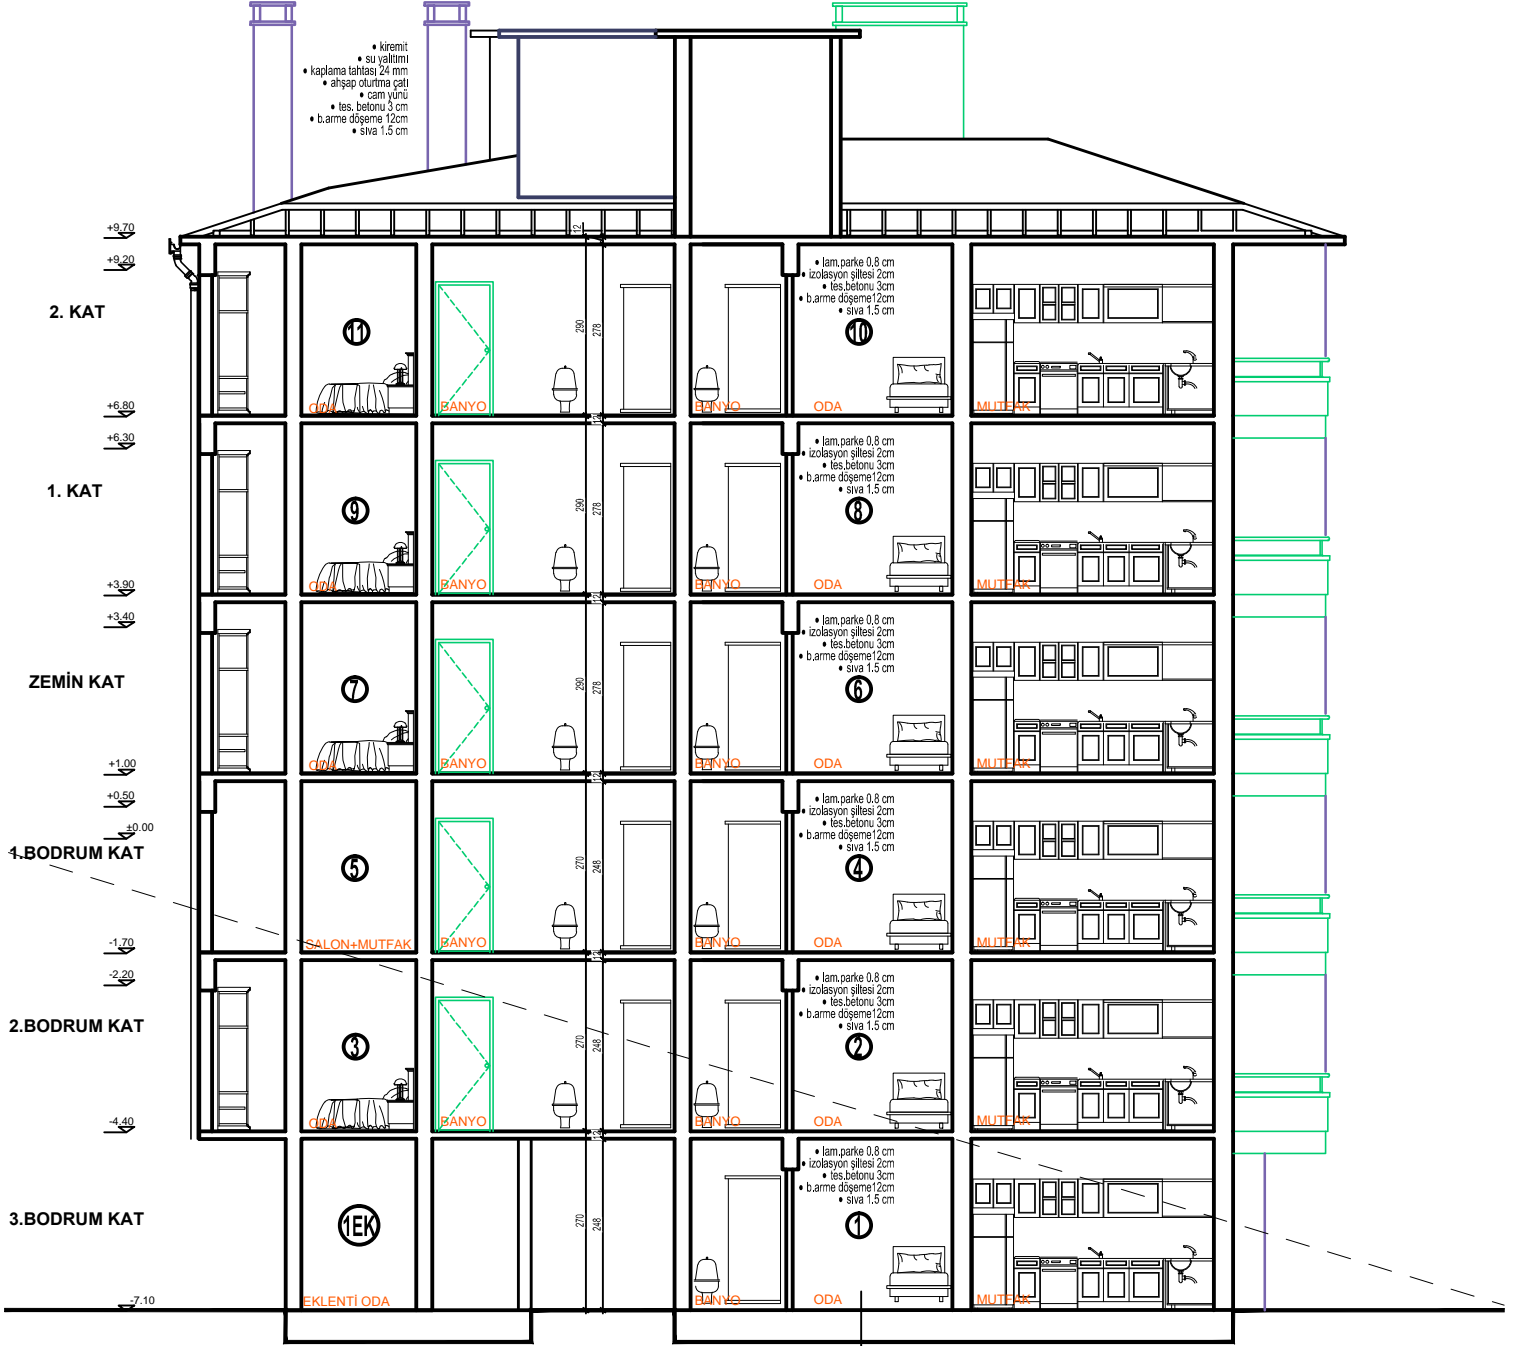 • kiremit
• su yalıtımı
• kaplama tahtası 24 mm
• ahşap oturtma çatı
• cam yünü
• tes. betonu 3 cm
• b.arme döşeme 12cm
• sıva 1.5 cm
+9.70
12
+9.20
• lam.parke 0.8 cm
• izolasyon şiltesi 2cm
• tes.betonu 3cm
• b.arme döşeme12cm
• sıva 1.5 cm
2. KAT
11
290
278
10
+6.80
ODA
BANYO
BANYO
ODA
MUTFAK
12
+6.30
• lam.parke 0.8 cm
• izolasyon şiltesi 2cm
• tes.betonu 3cm
• b.arme döşeme12cm
• sıva 1.5 cm
1. KAT
9
290
278
8
+3.90
ODA
BANYO
BANYO
ODA
MUTFAK
12
+3.40
• lam.parke 0.8 cm
• izolasyon şiltesi 2cm
• tes.betonu 3cm
• b.arme döşeme12cm
• sıva 1.5 cm
ZEMİN KAT
7
290
278
6
+1.00
ODA
BANYO
BANYO
ODA
MUTFAK
12
+0.50
• lam.parke 0.8 cm
• izolasyon şiltesi 2cm
• tes.betonu 3cm
• b.arme döşeme12cm
• sıva 1.5 cm
±0.00
1.BODRUM KAT
5
270
248
4
-1.70
SALON+MUTFAK
BANYO
BANYO
ODA
MUTFAK
12
-2.20
• lam.parke 0.8 cm
• izolasyon şiltesi 2cm
• tes.betonu 3cm
• b.arme döşeme12cm
• sıva 1.5 cm
2.BODRUM KAT
3
270
248
2
-4.40
ODA
BANYO
BANYO
ODA
MUTFAK
12
• lam.parke 0.8 cm
• izolasyon şiltesi 2cm
• tes.betonu 3cm
• b.arme döşeme12cm
• sıva 1.5 cm
3.BODRUM KAT
1EK
270
248
1
-7.10
EKLENTİ ODA
BANYO
ODA
MUTFAK